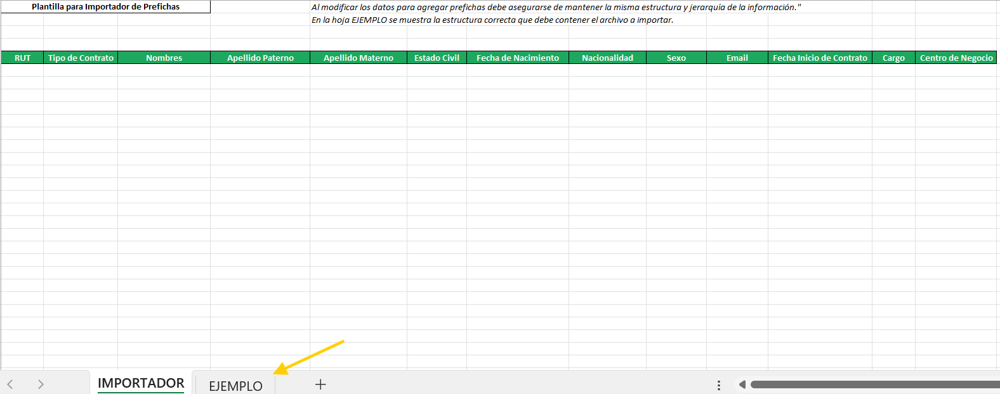 Plantilla para Importador de Prefichas
Al modificar los datos para agregar prefichas debe asegurarse de mantener la misma estructura y jerarquía de la información."
En la hoja EJEMPLO se muestra la estructura correcta que debe contener el archivo a importar.
RUT Tipo de Contrato Nombres Apellido Paterno Apellido Materno Estado Civil Fecha de Nacimiento Nacionalidad Sexo Email Fecha Inicio de Contrato Cargo Centro de Negocio
IMPORTADOR EJEMPLO